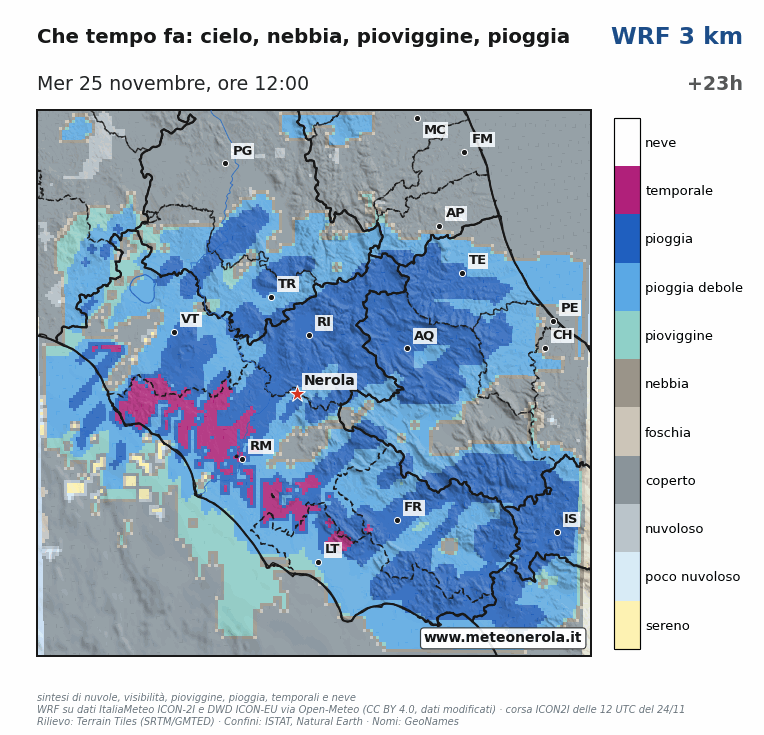 Che tempo fa: cielo, nebbia, pioviggine, pioggia
WRF 3 km
Mer 25 novembre, ore 12:00
+23h
MC
FM
PG
AP
TE
TR
PE
VT
RI
AQ
CH
Nerola
RM
FR
IS
LT
www.meteonerola.it
neve
temporale
pioggia
pioggia debole
pioviggine
nebbia
foschia
coperto
nuvoloso
poco nuvoloso
sereno
sintesi di nuvole, visibilità, pioviggine, pioggia, temporali e neve
WRF su dati ItaliaMeteo ICON-2I e DWD ICON-EU via Open-Meteo (CC BY 4.0, dati modificati) · corsa ICON2I delle 12 UTC del 24/11
Rilievo: Terrain Tiles (SRTM/GMTED) · Confini: ISTAT, Natural Earth · Nomi: GeoNames